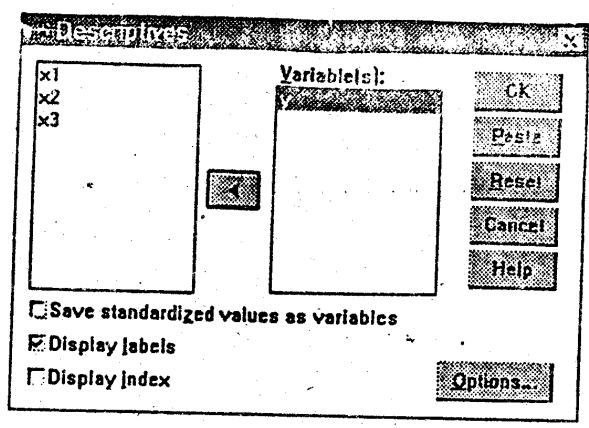 Descriptives
x1
x2
x3
Variable(s):
y
OK
Paste
Reset
Cancel
Help
Save standardized values as variables
Display labels
Display index
Options...